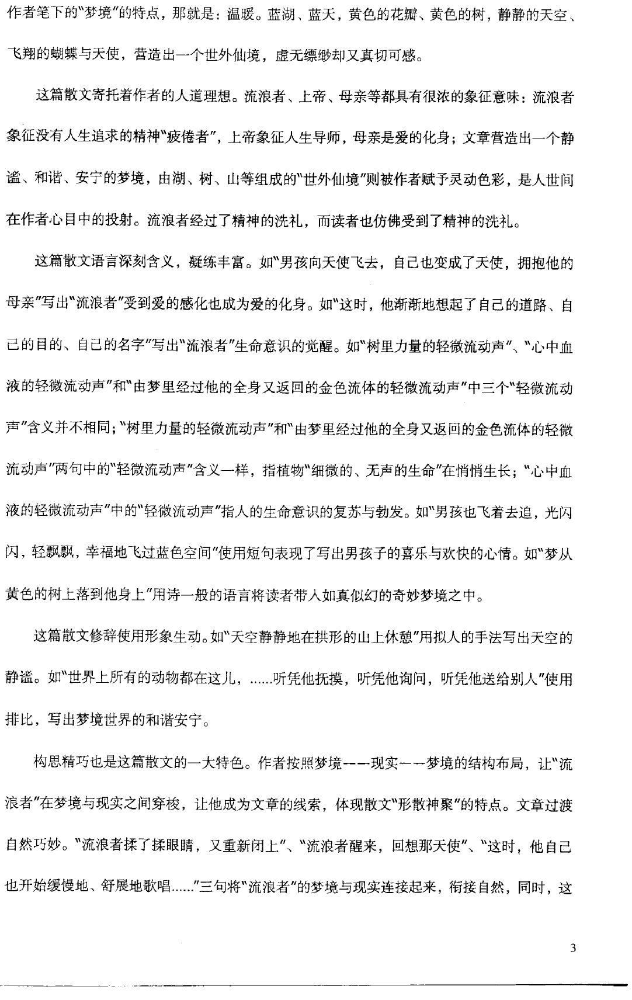 作者笔下的“梦境”的特点，那就是：温暖。蓝湖、蓝天，黄色的花瓣、黄色的树，静静的天空、
飞翔的蝴蝶与天使，营造出一个世外仙境，虚无缥缈却又真切可感。
这篇散文寄托着作者的人道理想。流浪者、上帝、母亲等都具有很浓的象征意味：流浪者
象征没有人生追求的精神“疲倦者”，上帝象征人生导师，母亲是爱的化身；文章营造出一个静
谧、和谐、安宁的梦境，由湖、树、山等组成的“世外仙境”则被作者赋予灵动色彩，是人世间
在作者心目中的投射。流浪者经过了精神的洗礼，而读者也仿佛受到了精神的洗礼。
这篇散文语言深刻含义，凝练丰富。如“男孩向天使飞去，自己也变成了天使，拥抱他的
母亲”写出“流浪者”受到爱的感化也成为爱的化身。如“这时，他渐渐地想起了自己的道路、自
己的目的、自己的名字”写出“流浪者”生命意识的觉醒。如“树里力量的轻微流动声”、“心中血
液的轻微流动声”和“由梦里经过他的全身又返回的金色流体的轻微流动声”中三个“轻微流动
声”含义并不相同；“树里力量的轻微流动声”和“由梦里经过他的全身又返回的金色流体的轻微
流动声”两句中的“轻微流动声”含义一样，指植物“细微的、无声的生命”在悄悄生长；“心中血
液的轻微流动声”中的“轻微流动声”指人的生命意识的复苏与勃发。如“男孩也飞着去追，光闪
闪，轻飘飘，幸福地飞过蓝色空间”使用短句表现了写出男孩子的喜乐与欢快的心情。如“梦从
黄色的树上落到他身上”用诗一般的语言将读者带入如真似幻的奇妙梦境之中。
这篇散文修辞使用形象生动。如“天空静静地在拱形的山上休憩”用拟人的手法写出天空的
静谧。如“世界上所有的动物都在这儿，……听凭他抚摸，听凭他询问，听凭他送给别人”使用
排比，写出梦境世界的和谐安宁。
构思精巧也是这篇散文的一大特色。作者按照梦境——现实——梦境的结构布局，让“流
浪者”在梦境与现实之间穿梭，让他成为文章的线索，体现散文“形散神聚”的特点。文章过渡
自然巧妙。“流浪者揉了揉眼睛，又重新闭上”、“流浪者醒来，回想那天使”、“这时，他自己
也开始缓慢地、舒展地歌唱……”三句将“流浪者”的梦境与现实连接起来，衔接自然，同时，这
3